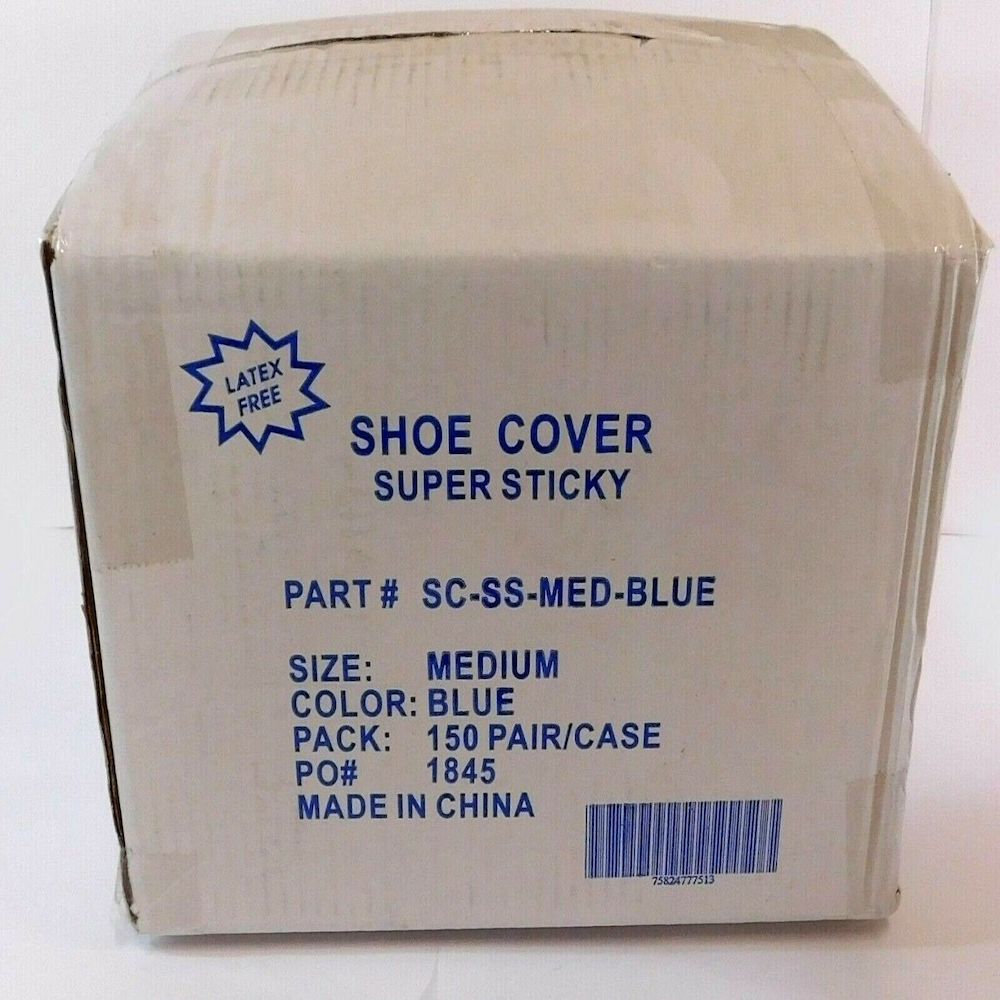 LATEX
FREE
SHOE COVER
SUPER STICKY
PART # SC-SS-MED-BLUE
SIZE: MEDIUM
COLOR: BLUE
PACK: 150 PAIR/CASE
PO# 1845
MADE IN CHINA
75824777513